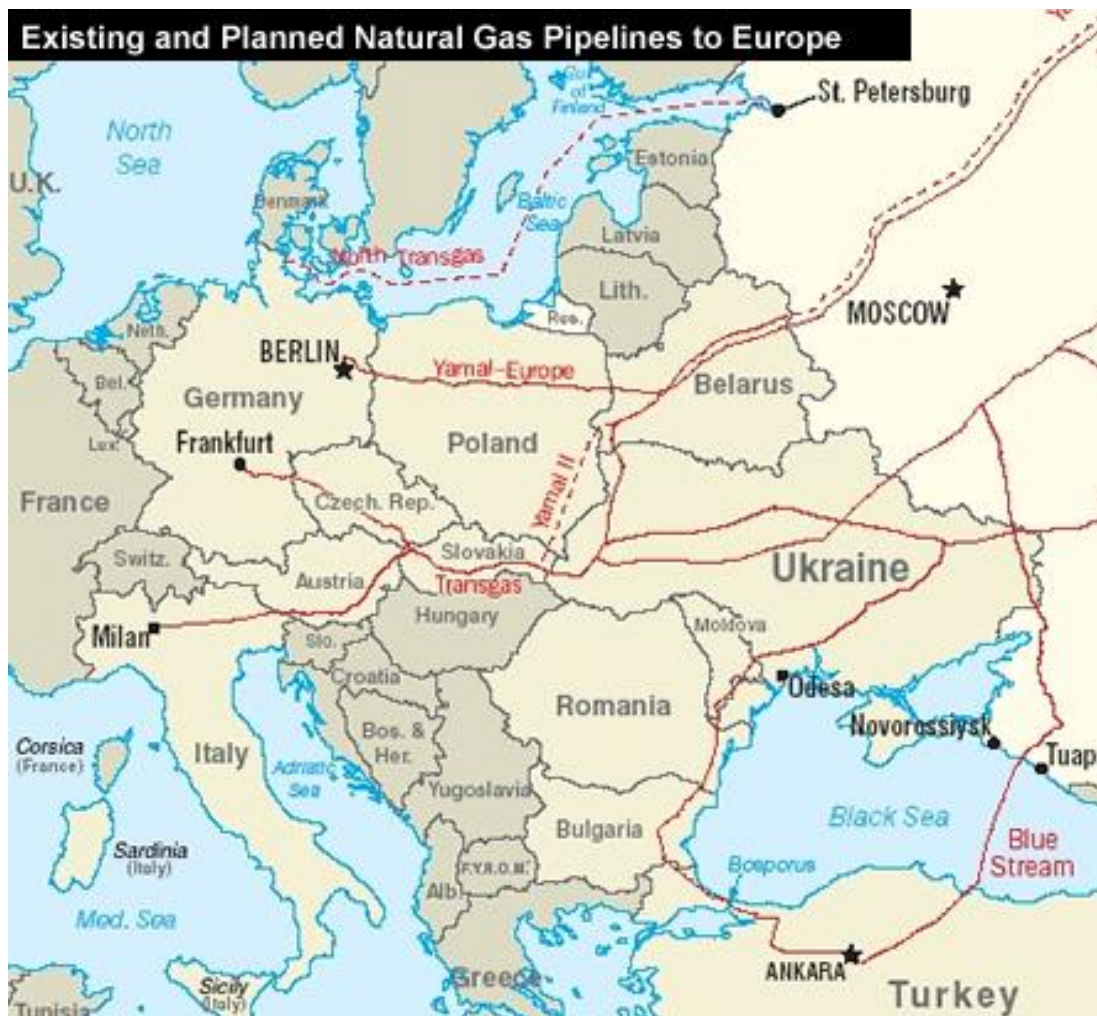 Existing and Planned Natural Gas Pipelines to Europe
Gulf
of
Finland
St. Petersburg
North
Sea
Estonia
U.K.
Denmark
Baltic
Sea
Latvia
North Transgas
Lith.
MOSCOW
Rus.
Neth.
BERLIN
Yamal-Europe
Belarus
Bel.
Germany
Lux.
Frankfurt
Poland
Yamal II
France
Czech. Rep.
Slovakia
Switz.
Austria
Transgas
Ukraine
Hungary
Milan
Moldova
Slo.
Croatia
Odesa
Romania
Corsica
(France)
Italy
Bos. &
Her.
Novorossiysk
Tuap
Adriatic
Sea
Yugoslavia
Bulgaria
Black Sea
Sardinia
(Italy)
Blue
Stream
F.Y.R.O.M.
Bosporus
Alb.
Med. Sea
Greece
ANKARA
Sicily
(Italy)
Turkey
Tunisia